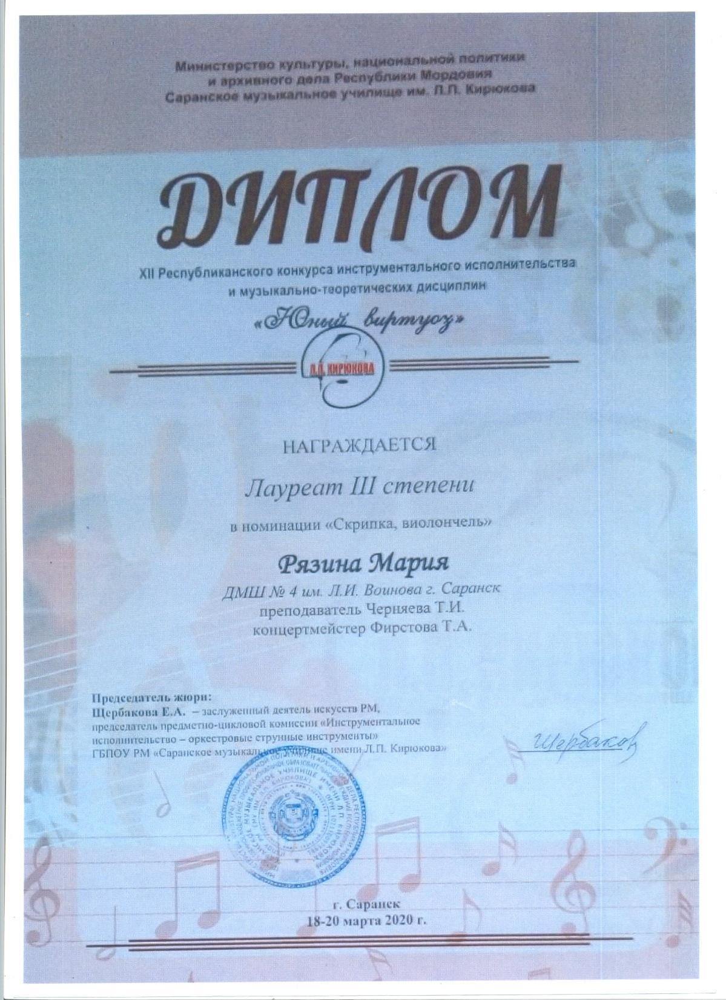 Министерство культуры, национальной политики
и архивного дела Республики Мордовия
Саранское музыкальное училище им. Л.П. Кирюкова
ДИПЛОМ
XII Республиканского конкурса инструментального исполнительства
и музыкально-теоретических дисциплин
«Юный виртуоз»
Л.П. КИРЮКОВА
НАГРАЖДАЕТСЯ
Лауреат III степени
в номинации «Скрипка, виолончель»
Рязина Мария
ДМШ № 4 им. Л.И. Воинова г. Саранск
преподаватель Черняева Т.И.
концертмейстер Фирстова Т.А.
Председатель жюри:
Щербакова Е.А. – заслуженный деятель искусств РМ,
председатель предметно-цикловой комиссии «Инструментальное
исполнительство – оркестровые струнные инструменты»
ГБПОУ РМ «Саранское музыкальное училище имени Л.П. Кирюкова»
Щербакова
г. Саранск
18-20 марта 2020 г.